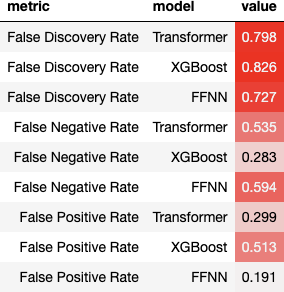 metric model value
False Discovery Rate Transformer 0.798
False Discovery Rate XGBoost 0.826
False Discovery Rate FFNN 0.727
False Negative Rate Transformer 0.535
False Negative Rate XGBoost 0.283
False Negative Rate FFNN 0.594
False Positive Rate Transformer 0.299
False Positive Rate XGBoost 0.513
False Positive Rate FFNN 0.191